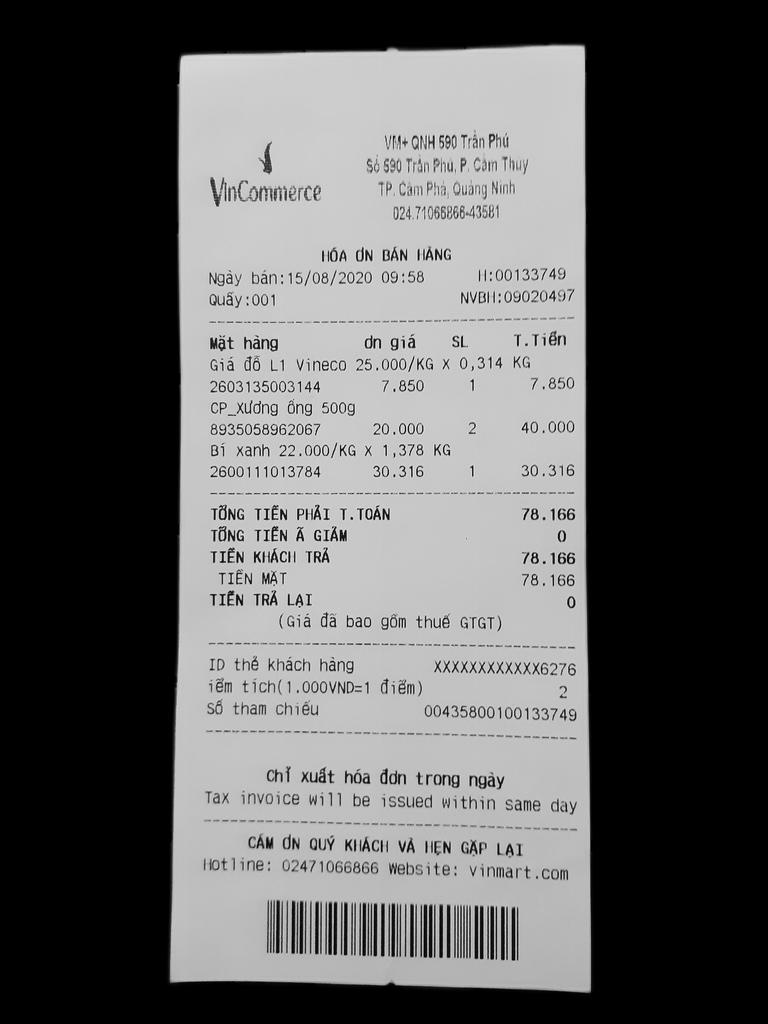 VinCommerce
VM+ QNH 590 Trần Phú
Số 590 Trần Phú, P. Cẩm Thuy
TP. Cẩm Phả, Quảng Ninh
024.71066866-43581
HÓA ƠN BÁN HÀNG
Ngày bán:15/08/2020 09:58 H:00133749
Quầy:001 NVBH:09020497
Mặt hàng ơn giá SL T.Tiền
Giá đỗ L1 Vineco 25.000/KG X 0,314 KG
2603135003144 7.850 1 7.850
CP_Xương ống 500g
8935058962067 20.000 2 40.000
Bí xanh 22.000/KG X 1,378 KG
2600111013784 30.316 1 30.316
TỔNG TIỀN PHẢI T.TOÁN 78.166
TỔNG TIỀN Ã GIẢM 0
TIỀN KHÁCH TRẢ 78.166
TIỀN MẶT 78.166
TIỀN TRẢ LẠI 0
(Giá đã bao gồm thuế GTGT)
ID thẻ khách hàng XXXXXXXXXXXX6276
iểm tích(1.000VND=1 điểm) 2
Số tham chiếu 00435800100133749
Chỉ xuất hóa đơn trong ngày
Tax invoice will be issued within same day
CẢM ƠN QUÝ KHÁCH VÀ HẸN GẶP LẠI
Hotline: 02471066866 Website: vinmart.com